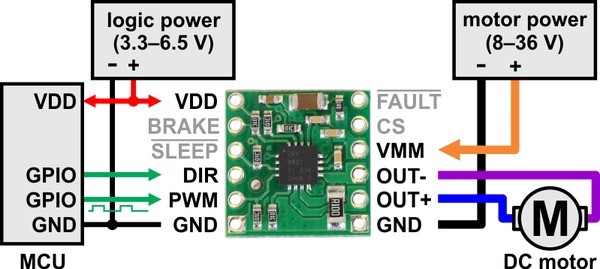 logic power
(3.3–6.5 V)
- +
motor power
(8–36 V)
- +
VDD
VDD
FAULT
BRAKE
CS
SLEEP
VMM
GPIO
DIR
OUT-
GPIO
PWM
OUT+
GND
GND
GND
M
MCU
DC motor
R100